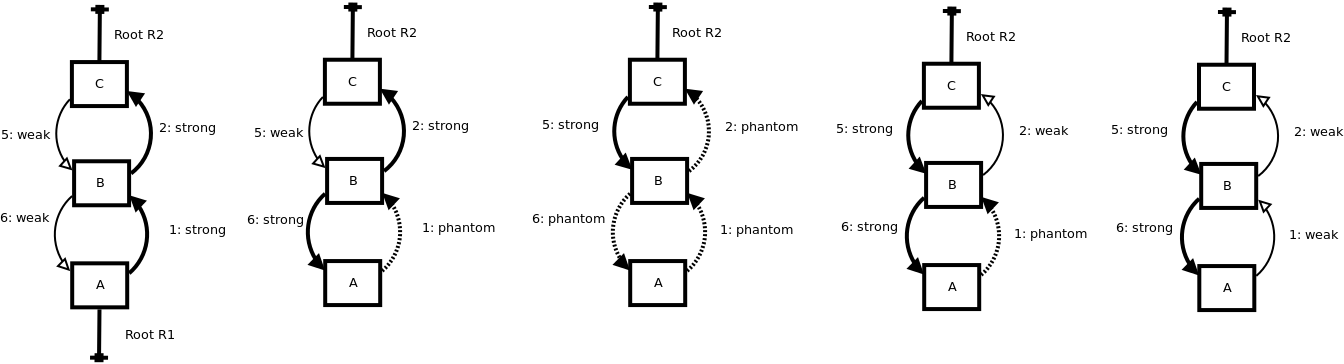 Root R2
C
5: weak
2: strong
B
6: weak
1: strong
A
Root R1
Root R2
C
5: weak
2: strong
B
6: strong
1: phantom
A
Root R2
C
5: strong
2: phantom
B
6: phantom
1: phantom
A
Root R2
C
5: strong
2: weak
B
6: strong
1: phantom
A
Root R2
C
5: strong
2: weak
B
6: strong
1: weak
A